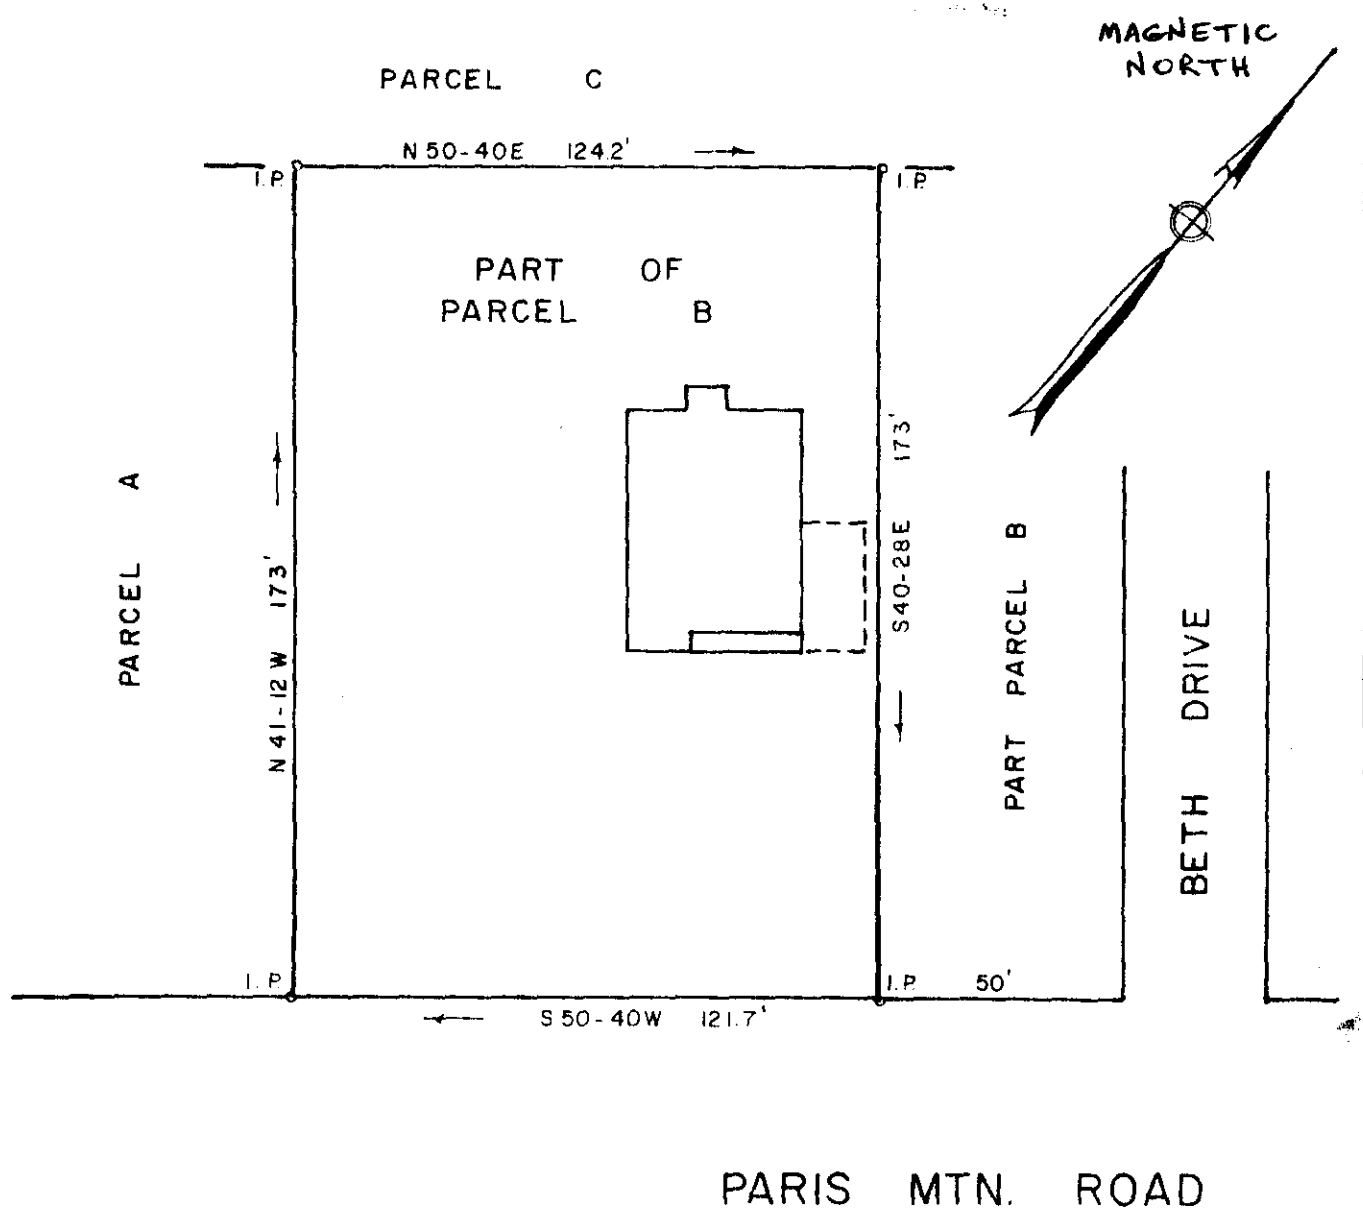 MAGNETIC
NORTH
PARCEL C
N 50-40E 124.2'
I.P.
I.P.
PART OF
PARCEL B
PARCEL A
N 41-12 W 173'
S40-28E 173'
PART PARCEL B
BETH DRIVE
I.P.
I.P.
50'
S 50-40W 121.7'
PARIS MTN. ROAD